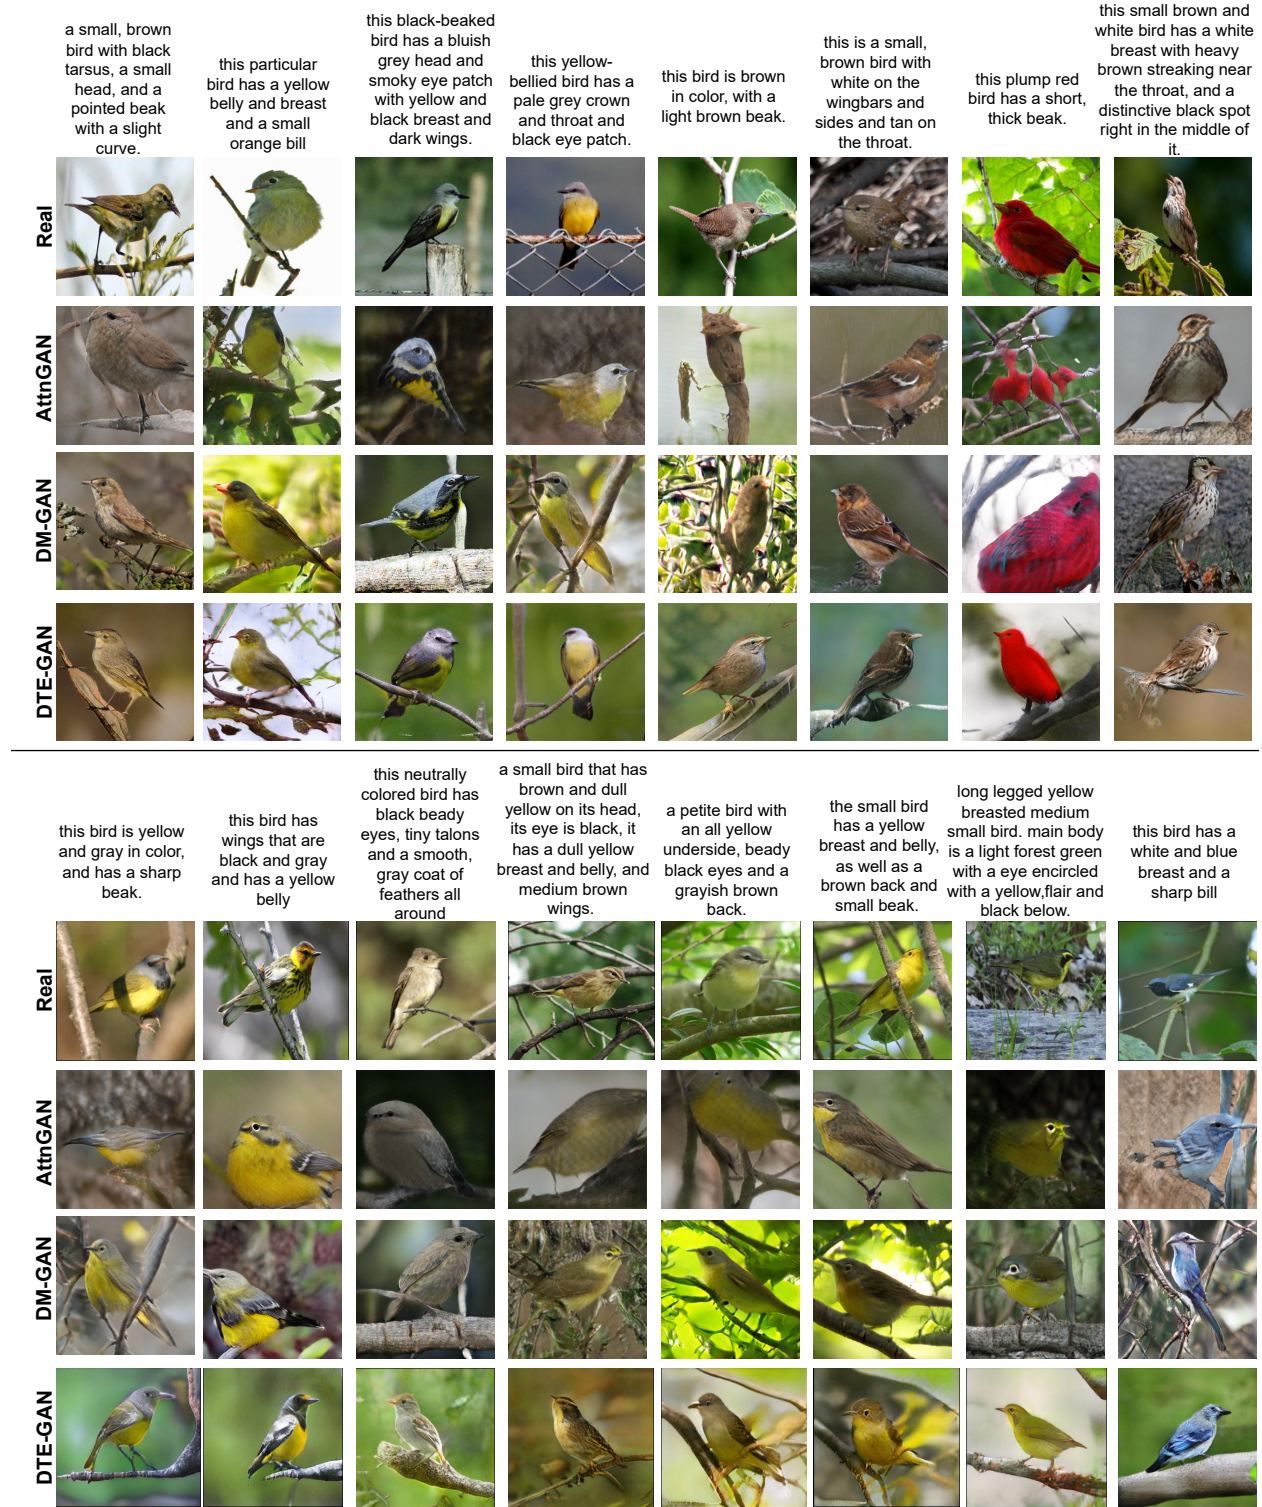 a small, brown
bird with black
tarsus, a small
head, and a
pointed beak
with a slight
curve.
this particular
bird has a yellow
belly and breast
and a small
orange bill
this black-beaked
bird has a bluish
grey head and
smoky eye patch
with yellow and
black breast and
dark wings.
this yellow-
bellied bird has a
pale grey crown
and throat and
black eye patch.
this bird is brown
in color, with a
light brown beak.
this is a small,
brown bird with
white on the
wingbars and
sides and tan on
the throat.
this plump red
bird has a short,
thick beak.
this small brown and
white bird has a white
breast with heavy
brown streaking near
the throat, and a
distinctive black spot
right in the middle of
it.
Real
AttnGAN
DM-GAN
DTE-GAN
this bird is yellow
and gray in color,
and has a sharp
beak.
this bird has
wings that are
black and gray
and has a yellow
belly
this neutrally
colored bird has
black beady
eyes, tiny talons
and a smooth,
gray coat of
feathers all
around
a small bird that has
brown and dull
yellow on its head,
its eye is black, it
has a dull yellow
breast and belly, and
medium brown
wings.
a petite bird with
an all yellow
underside, beady
black eyes and a
grayish brown
back.
the small bird
has a yellow
breast and belly,
as well as a
brown back and
small beak.
long legged yellow
breasted medium
small bird. main body
is a light forest green
with a eye encircled
with a yellow,flair and
black below.
this bird has a
white and blue
breast and a
sharp bill
Real
AttnGAN
DM-GAN
DTE-GAN